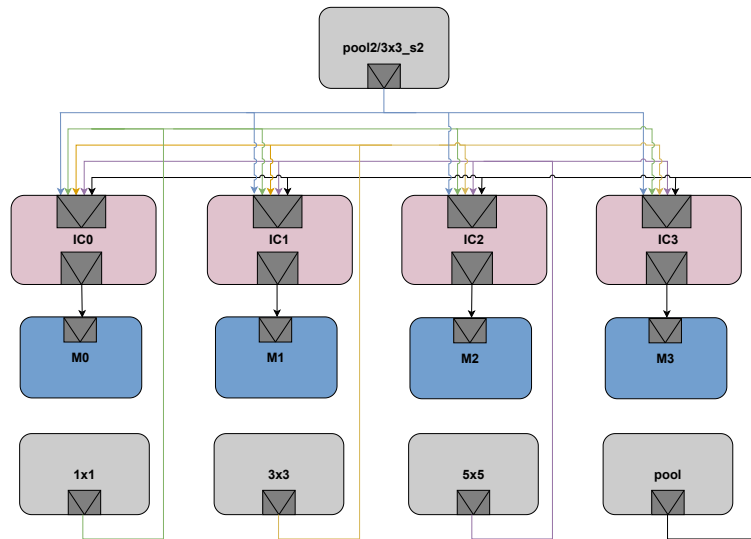 pool2/3x3_s2
IC0
IC1
IC2
IC3
M0
M1
M2
M3
1x1
3x3
5x5
pool